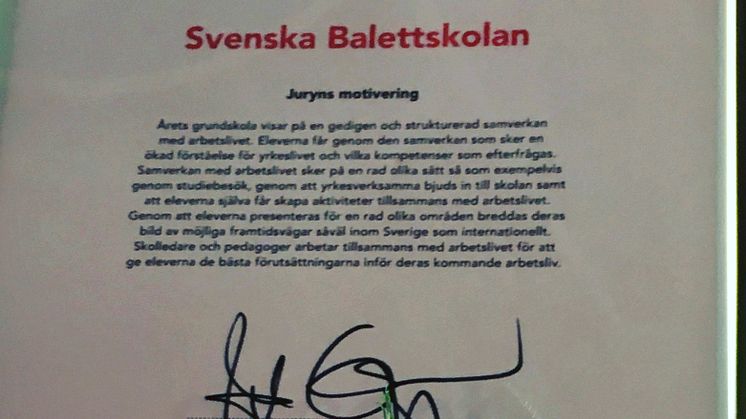 Svenska Balettskolan
Juryns motivering
Årets grundskola visar på en gedigen och strukturerad samverkan
med arbetslivet. Eleverna får genom den samverkan som sker en
ökad förståelse för yrkeslivet och vilka kompetenser som efterfrågas.
Samverkan med arbetslivet sker på en rad olika sätt så som exempelvis
genom studiebesök, genom att yrkesverksamma bjuds in till skolan samt
att eleverna själva får skapa aktiviteter tillsammans med arbetslivet.
Genom att eleverna presenteras för en rad olika områden breddas deras
bild av möjliga framtidsvägar såväl inom Sverige som internationellt.
Skolledare och pedagoger arbetar tillsammans med arbetslivet för att
ge eleverna de bästa förutsättningarna inför deras kommande arbetsliv.